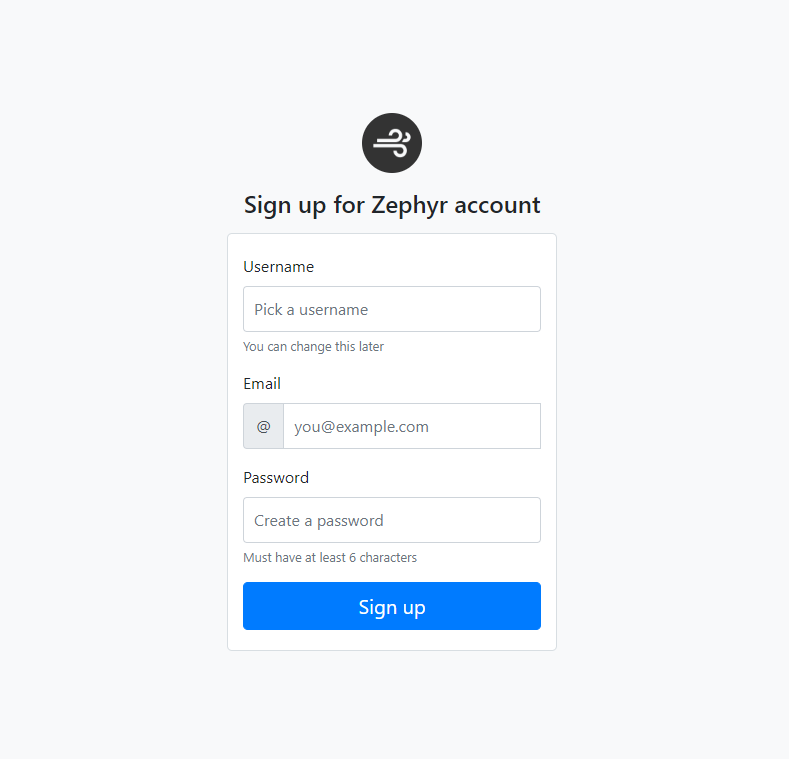 Sign up for Zephyr account
Username
Pick a username
You can change this later
Email
@ you@example.com
Password
Create a password
Must have at least 6 characters
Sign up